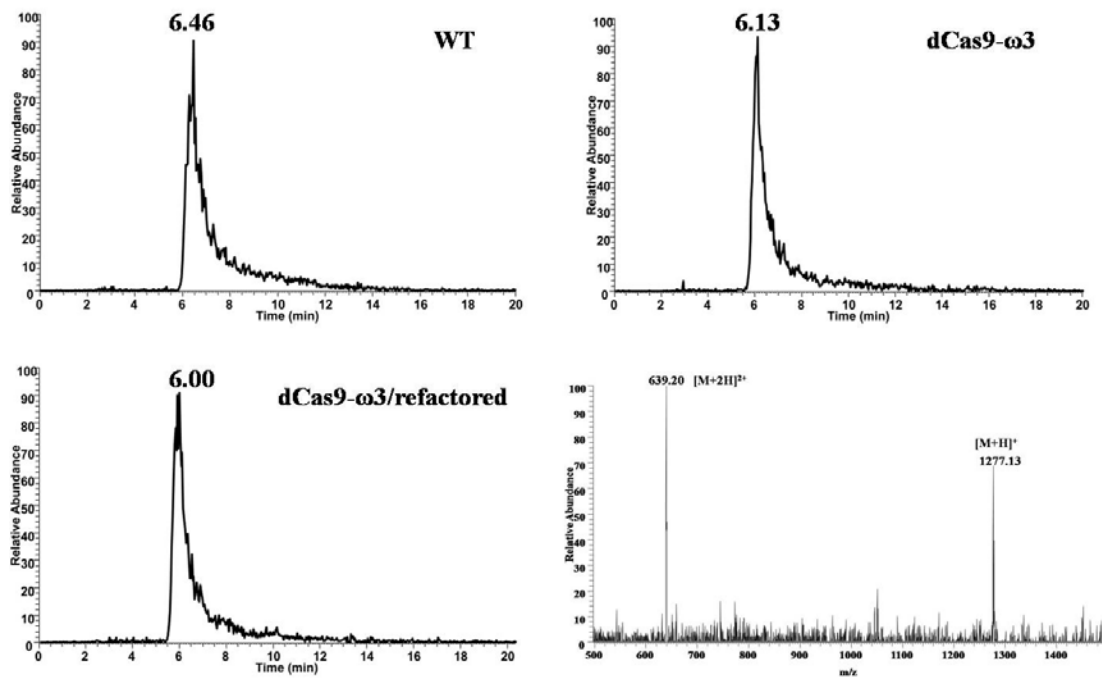 6.46
WT
Relative Abundance
100
90
80
70
60
50
40
30
20
10
0
0 2 4 6 8 10 12 14 16 18 20
Time (min)
6.13
dCas9-ω3
Relative Abundance
100
90
80
70
60
50
40
30
20
10
0
0 2 4 6 8 10 12 14 16 18 20
Time (min)
6.00
dCas9-ω3/refactored
Relative Abundance
100
90
80
70
60
50
40
30
20
10
0
0 2 4 6 8 10 12 14 16 18 20
Time (min)
639.20 [M+2H]²⁺
[M+H]⁺
1277.13
Relative Abundance
100
90
80
70
60
50
40
30
20
10
0
500 600 700 800 900 1000 1100 1200 1300 1400
m/z